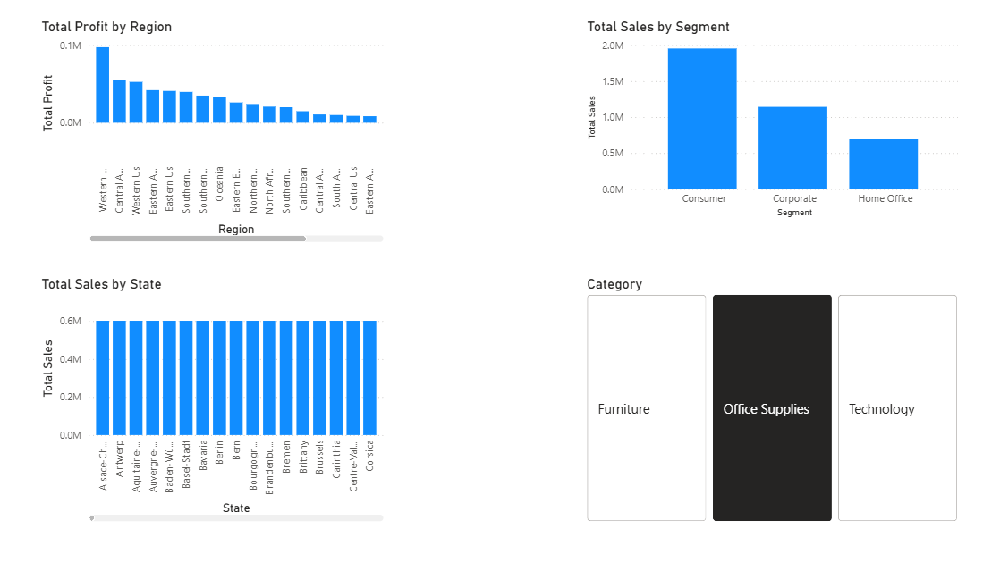 Total Profit by Region
0.1M
0.0M
Total Profit
Western ...
Central A...
Western Us
Eastern A...
Eastern Us
Southern...
Southern...
Oceania
Eastern E...
Northern...
North Afr...
Southern...
Caribbean
Central A...
South A...
Central Us
Eastern A...
Region
Total Sales by Segment
2.0M
1.5M
1.0M
0.5M
0.0M
Total Sales
Consumer
Corporate
Home Office
Segment
Total Sales by State
0.6M
0.4M
0.2M
0.0M
Total Sales
Alsace-Ch...
Antwerp
Aquitaine-...
Auvergne-...
Baden-Wü...
Basel-Stadt
Bavaria
Berlin
Bern
Bourgogn...
Brandenbu...
Bremen
Brittany
Brussels
Carinthia
Centre-Val...
Corsica
State
Category
Furniture
Office Supplies
Technology